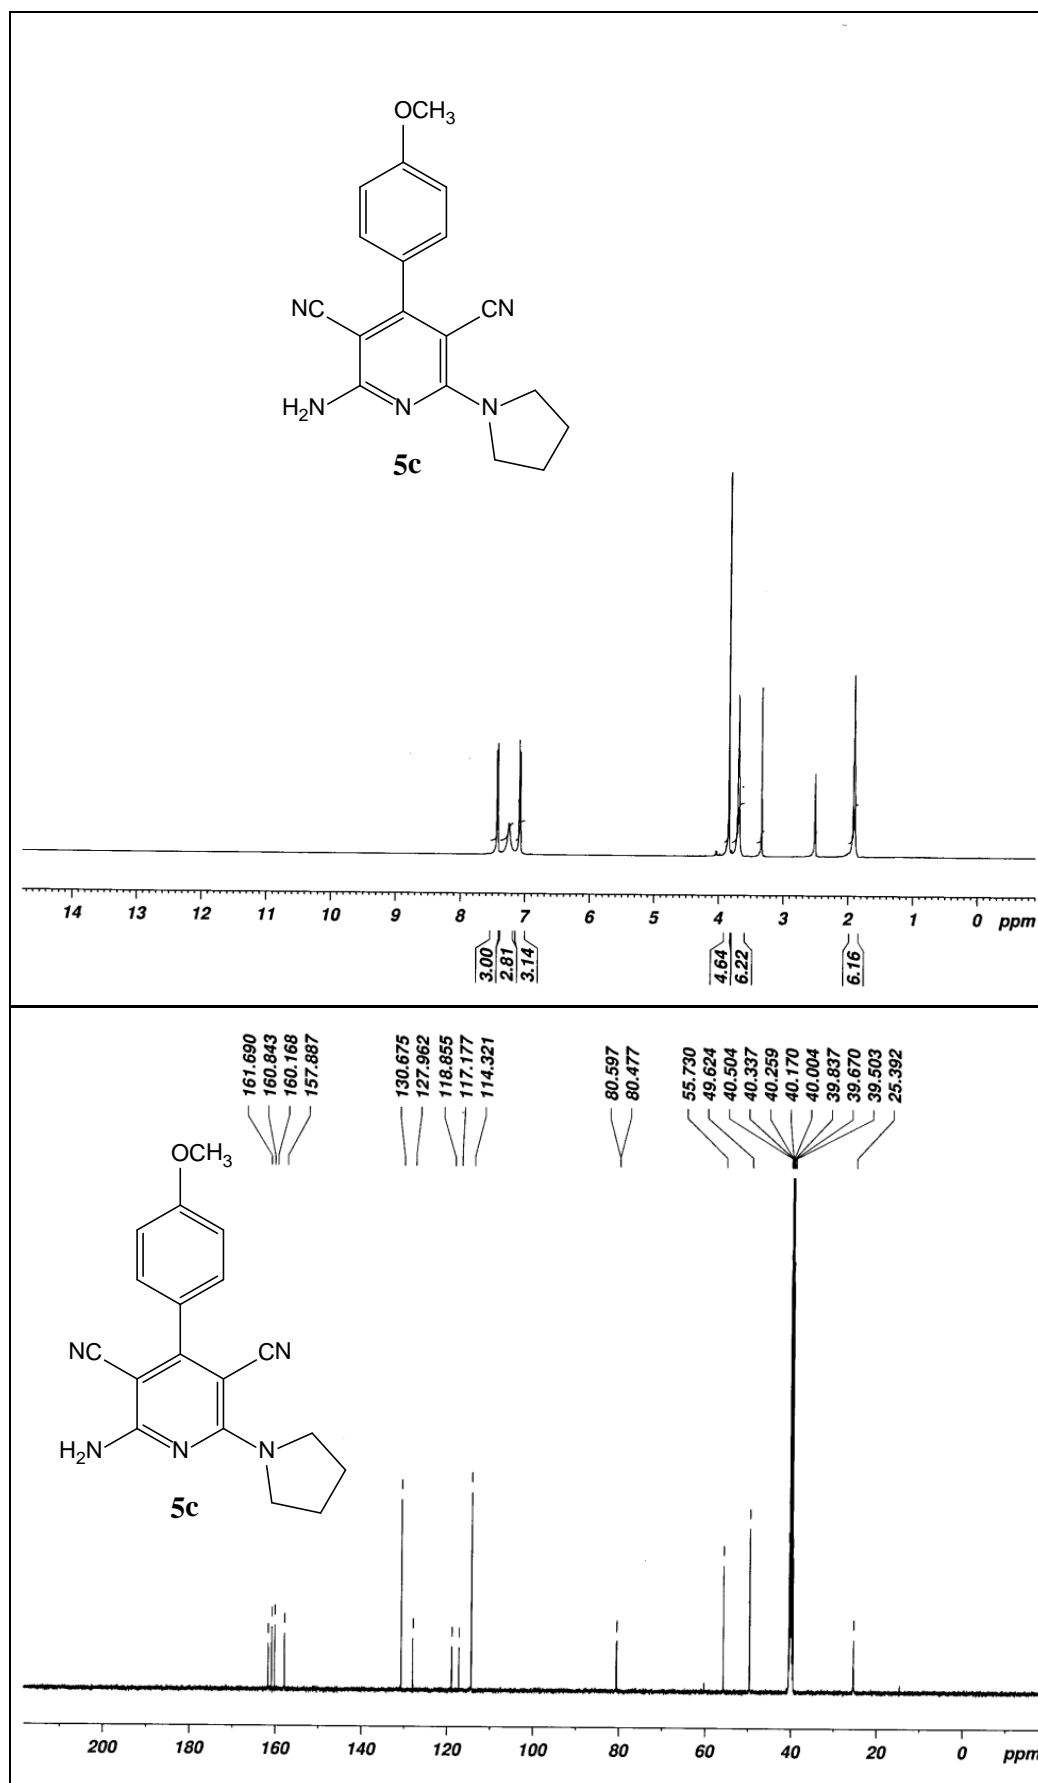 OCH3
NC
CN
H2N
N
N
5c
14 13 12 11 10 9 8 7 6 5 4 3 2 1 0 ppm
3.00
2.81
3.14
4.64
6.22
6.16
161.690
160.843
160.168
157.887
130.675
127.962
118.855
117.177
114.321
80.597
80.477
55.730
49.624
40.504
40.337
40.259
40.170
40.004
39.837
39.670
39.503
25.392
OCH3
NC
CN
H2N
N
N
5c
200 180 160 140 120 100 80 60 40 20 0 ppm